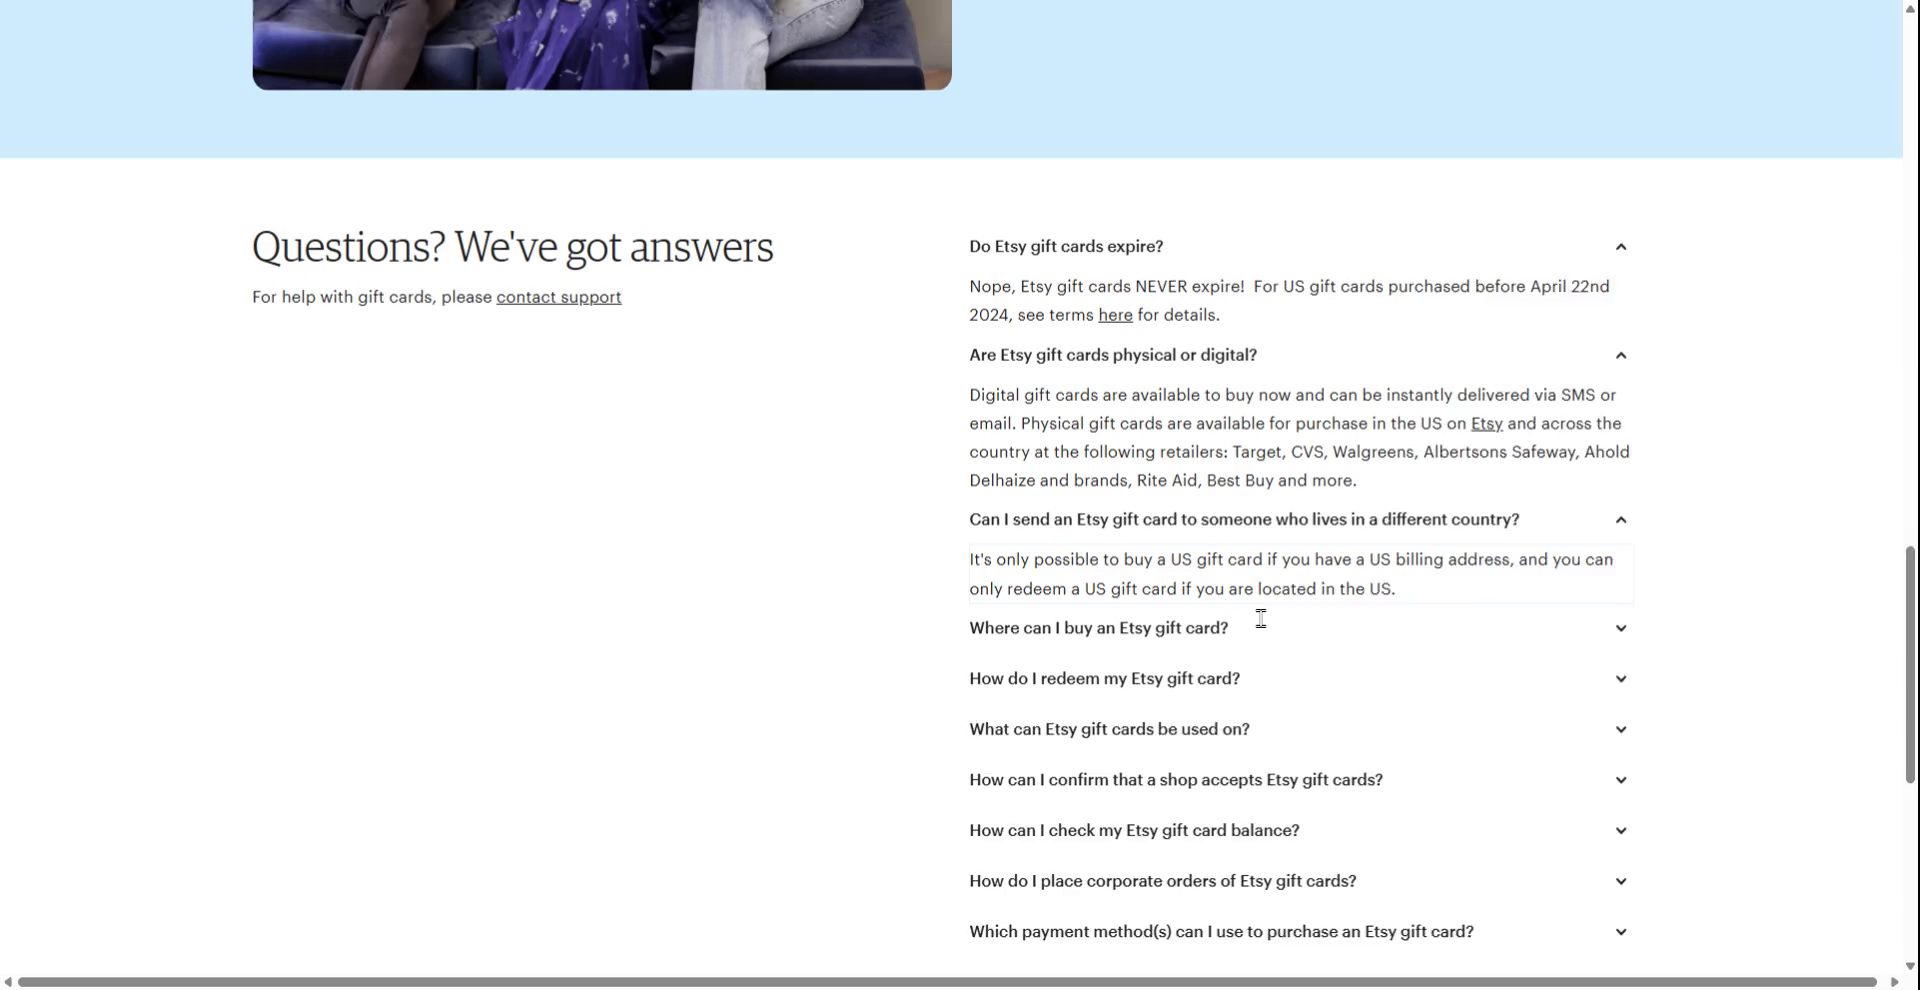 Questions? We've got answers
For help with gift cards, please contact support
Do Etsy gift cards expire?
Nope, Etsy gift cards NEVER expire!  For US gift cards purchased before April 22nd
2024, see terms here for details.
Are Etsy gift cards physical or digital?
Digital gift cards are available to buy now and can be instantly delivered via SMS or
email. Physical gift cards are available for purchase in the US on Etsy and across the
country at the following retailers: Target, CVS, Walgreens, Albertsons Safeway, Ahold
Delhaize and brands, Rite Aid, Best Buy and more.
Can I send an Etsy gift card to someone who lives in a different country?
It's only possible to buy a US gift card if you have a US billing address, and you can
only redeem a US gift card if you are located in the US.
Where can I buy an Etsy gift card?
How do I redeem my Etsy gift card?
What can Etsy gift cards be used on?
How can I confirm that a shop accepts Etsy gift cards?
How can I check my Etsy gift card balance?
How do I place corporate orders of Etsy gift cards?
Which payment method(s) can I use to purchase an Etsy gift card?